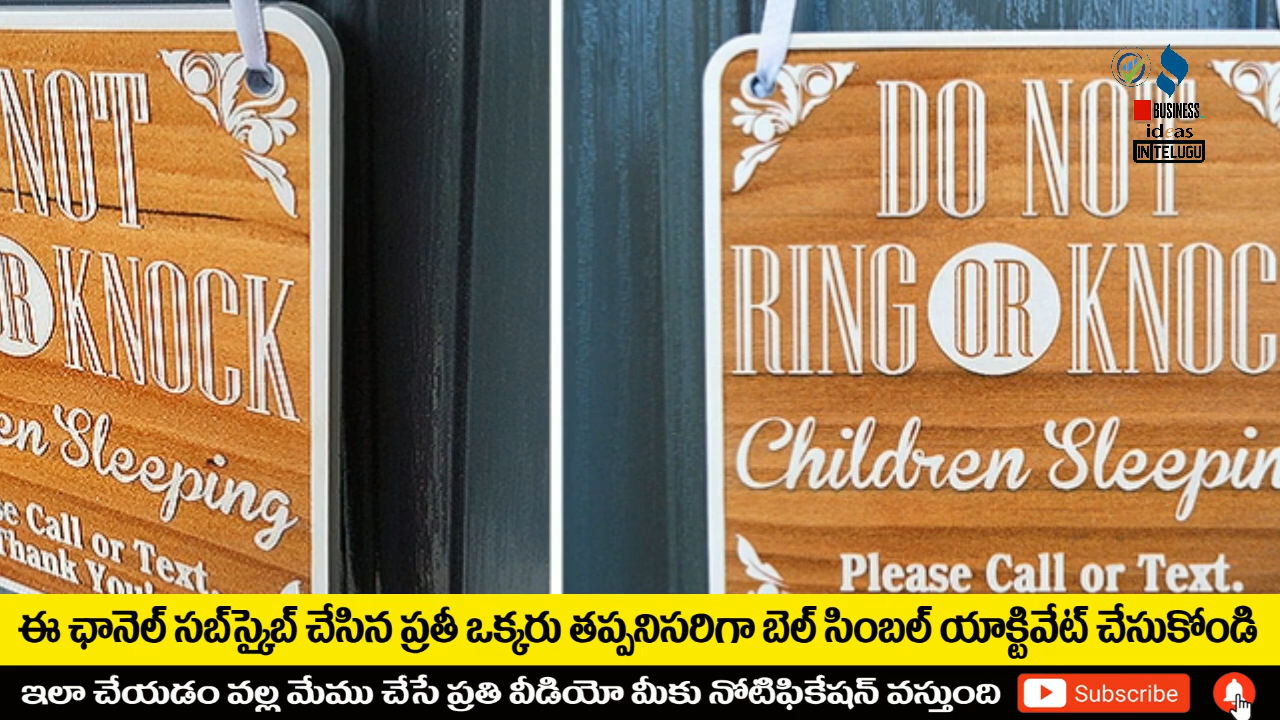 NOT
OR KNOCK
en Sleeping
se Call or Text.
Thank You!
DO NOT
RING OR KNOC
Children Sleepin
Please Call or Text.
BUSINESS
ideas
IN TELUGU
ఈ ఛానెల్ సబ్‌స్క్రైబ్ చేసిన ప్రతీ ఒక్కరు తప్పనిసరిగా బెల్ సింబల్ యాక్టివేట్ చేసుకోండి
ఇలా చేయడం వల్ల మేము చేసే ప్రతి వీడియో మీకు నోటిఫికేషన్ వస్తుంది
Subscribe